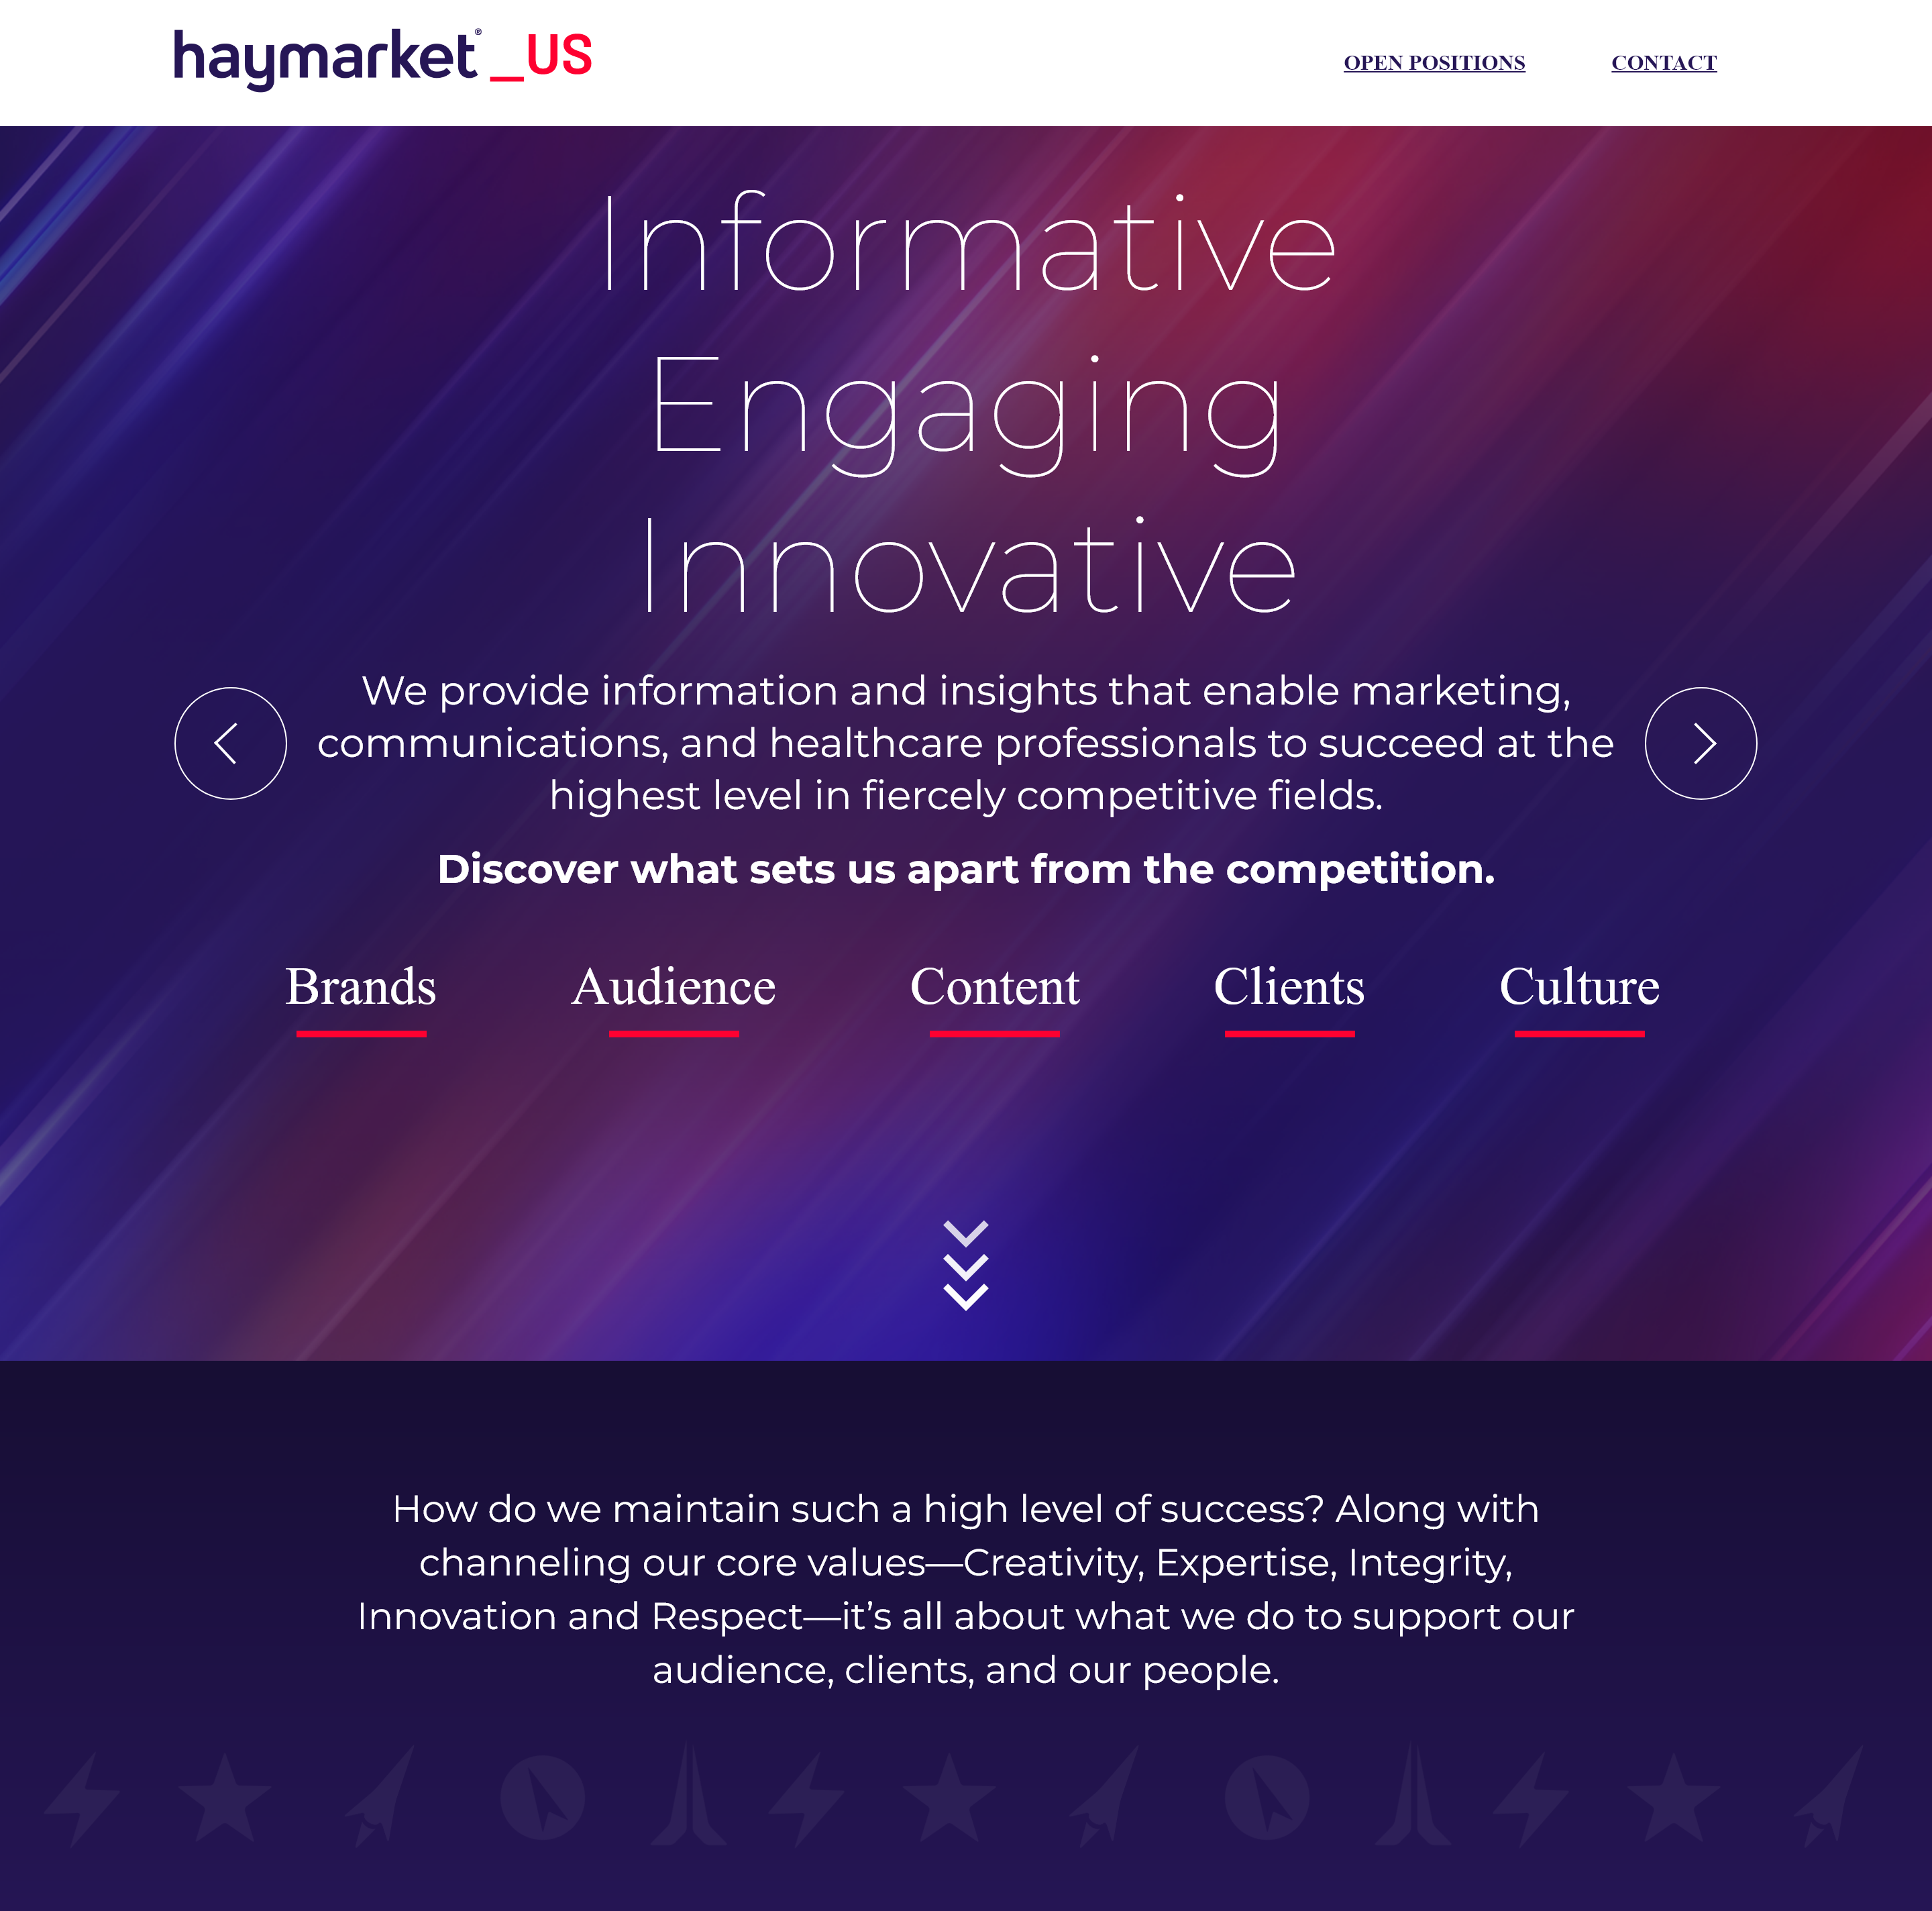 haymarket® _US
OPEN POSITIONS
CONTACT
Informative
Engaging
Innovative
We provide information and insights that enable marketing,
communications, and healthcare professionals to succeed at the
highest level in fiercely competitive fields.
Discover what sets us apart from the competition.
Brands
Audience
Content
Clients
Culture
How do we maintain such a high level of success? Along with
channeling our core values—Creativity, Expertise, Integrity,
Innovation and Respect—it’s all about what we do to support our
audience, clients, and our people.